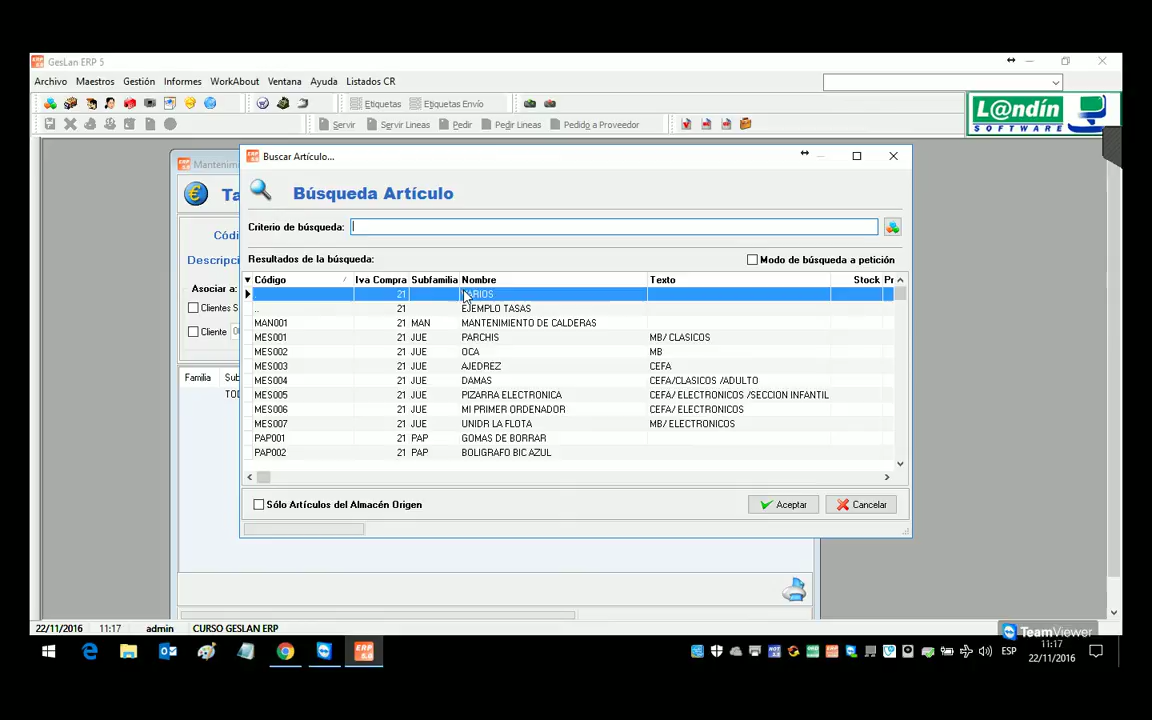 GesLan ERP 5
Archivo Maestros Gestión Informes WorkAbout Ventana Ayuda Listados CR
Etiquetas Etiquetas Envío
Servir Servir Lineas Pedir Pedir Lineas Pedido a Proveedor
L@ndín
SOFTWARE
Mantenim
Buscar Artículo...
Ta
Búsqueda Artículo
Códi
Criterio de búsqueda:
Descripci
Resultados de la búsqueda: Modo de búsqueda a petición
Asociar a:
Clientes S
Cliente 0
Familia Sub
TOD
Código Iva Compra Subfamilia Nombre Texto Stock Pr
. 21 VARIOS
.. 21 EJEMPLO TASAS
MAN001 21 MAN MANTENIMIENTO DE CALDERAS
MES001 21 JUE PARCHIS MB/ CLASICOS
MES002 21 JUE OCA MB
MES003 21 JUE AJEDREZ CEFA
MES004 21 JUE DAMAS CEFA/CLASICOS /ADULTO
MES005 21 JUE PIZARRA ELECTRONICA CEFA/ ELECTRONICOS /SECCION INFANTIL
MES006 21 JUE MI PRIMER ORDENADOR CEFA/ ELECTRONICOS
MES007 21 JUE UNIDR LA FLOTA MB/ ELECTRONICOS
PAP001 21 PAP GOMAS DE BORRAR
PAP002 21 PAP BOLIGRAFO BIC AZUL
Sólo Artículos del Almacén Origen Aceptar Cancelar
22/11/2016 11:17 admin CURSO GESLAN ERP
TeamViewer
ESP
11:17
22/11/2016